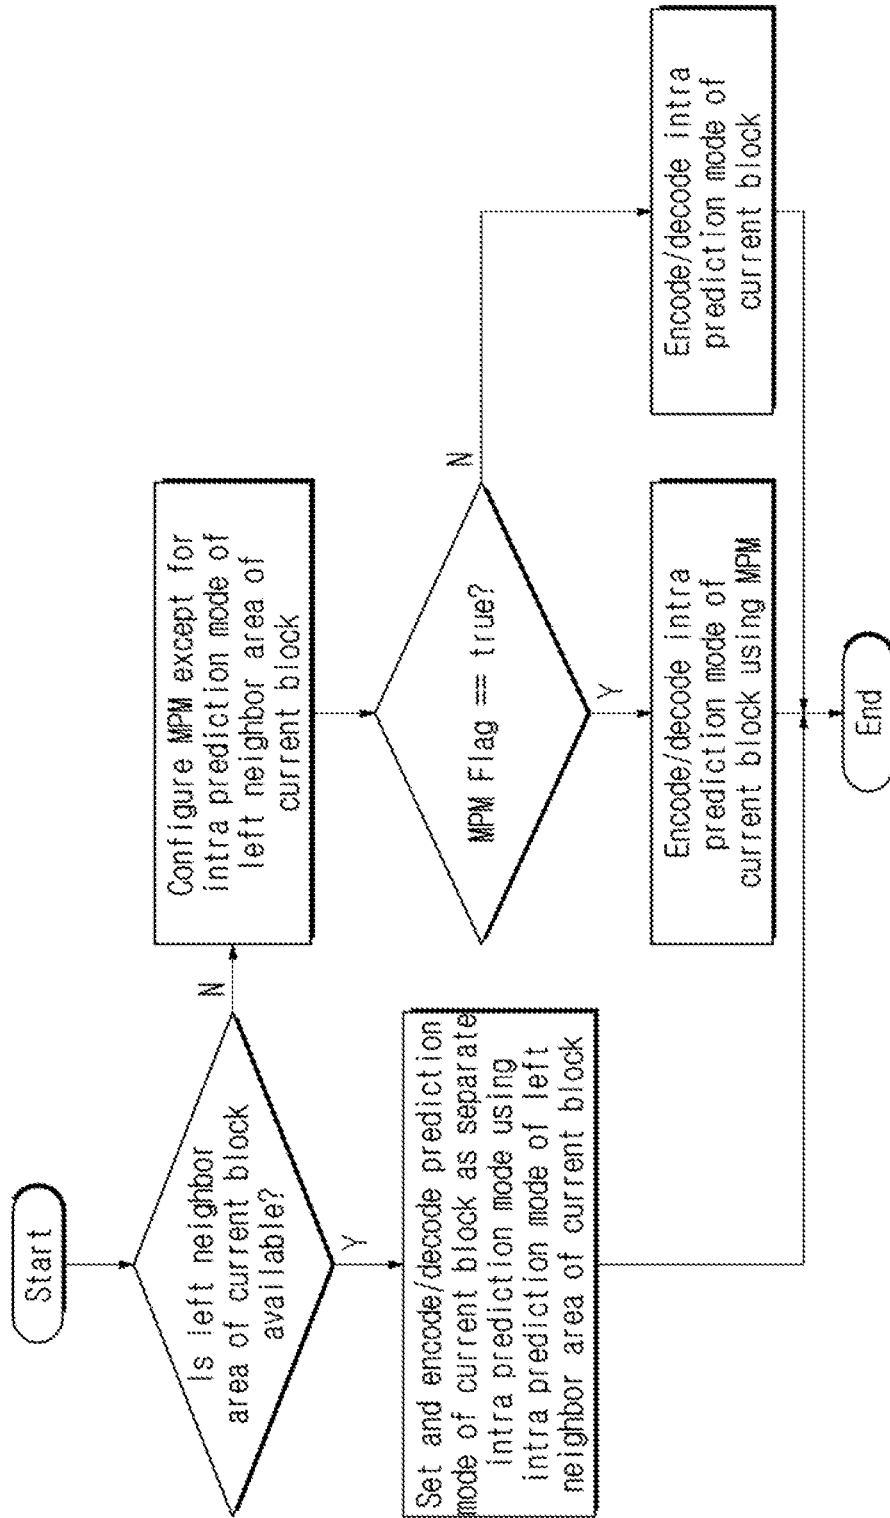 Start
Is left neighbor
area of current block
available?
N
Y
Set and encode/decode prediction
mode of current block as separate
intra prediction mode using
intra prediction mode of left
neighbor area of current block
Configure MPM except for
intra prediction mode of
left neighbor area of
current block
MPM Flag == true?
N
Y
Encode/decode intra
prediction mode of
current block using MPM
Encode/decode intra
prediction mode of
current block
End